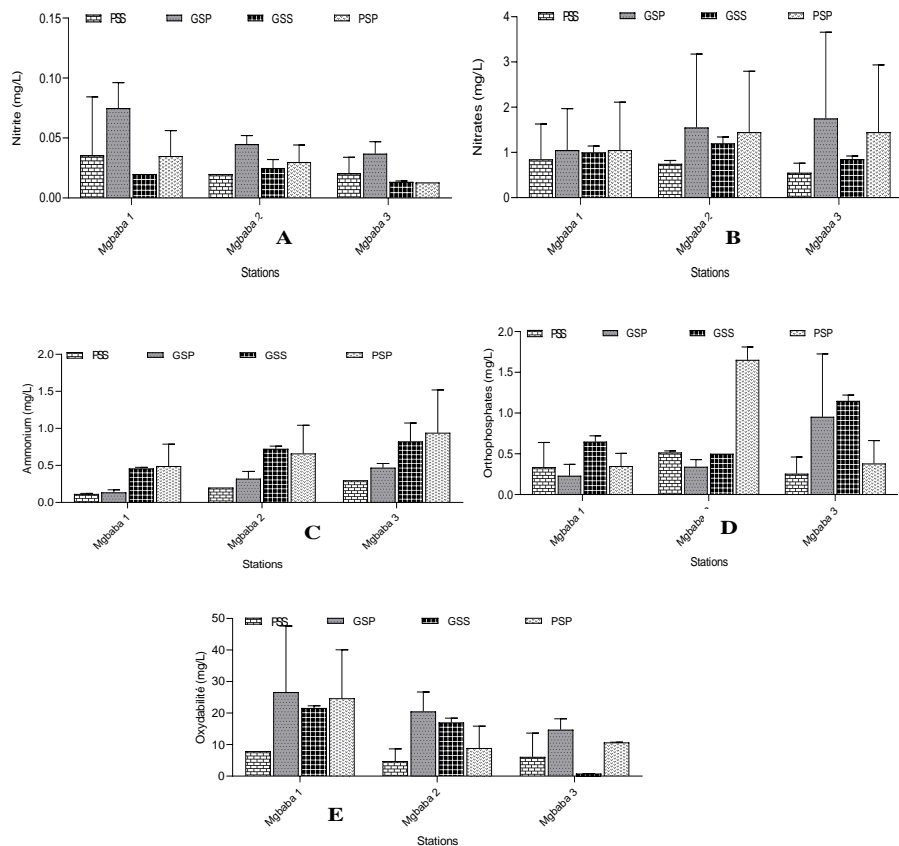 PSS GSP GSS PSP
0.15
0.10
0.05
0.00
Nitrite (mg/L)
Mgbaba 1 Mgbaba 2 Mgbaba 3
A
Stations
PSS GSP GSS PSP
4
3
2
1
0
Nitrates (mg/L)
Mgbaba 1 Mgbaba 2 Mgbaba 3
B
Stations
PSS GSP GSS PSP
2.0
1.5
1.0
0.5
0.0
Ammonium (mg/L)
Mgbaba 1 Mgbaba 2 Mgbaba 3
C
Stations
PSS GSP GSS PSP
2.0
1.5
1.0
0.5
0.0
Orthophosphates (mg/L)
Mgbaba 1 Mgbaba Mgbaba 3
D
Stations
PSS GSP GSS PSP
50
40
30
20
10
0
Oxydabilité (mg/L)
Mgbaba 1 Mgbaba 2 Mgbaba 3
E
Stations